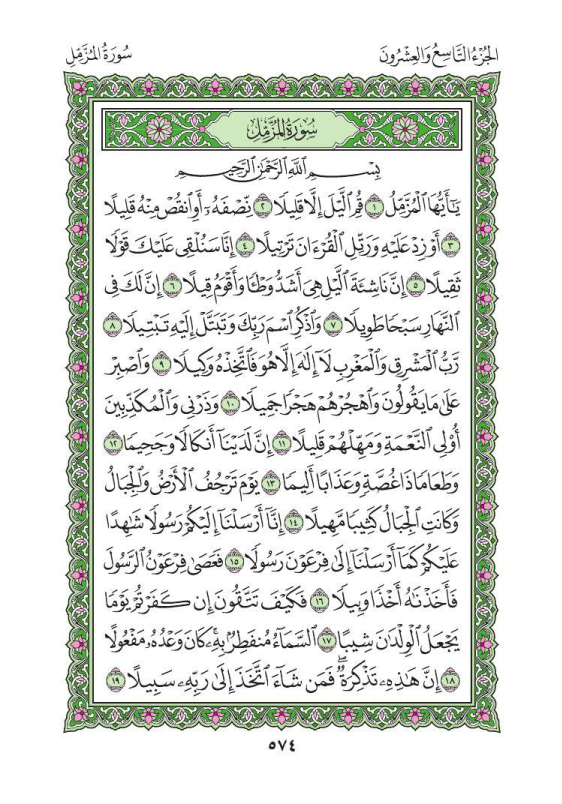 الجُزْءُ التَّاسِعُ وَالعِشْرُونَ
سُورَةُ المُزَّمِّل
سُورَةُ المُزَّمِّل
بِسْمِ ٱللَّهِ ٱلرَّحْمَٰنِ ٱلرَّحِيمِ
يَٰٓأَيُّهَا ٱلْمُزَّمِّلُ ١ قُمِ ٱلَّيْلَ إِلَّا قَلِيلًا ٢ نِّصْفَهُۥٓ أَوِ ٱنقُصْ مِنْهُ قَلِيلًا
٣ أَوْ زِدْ عَلَيْهِ وَرَتِّلِ ٱلْقُرْءَانَ تَرْتِيلًا ٤ إِنَّا سَنُلْقِى عَلَيْكَ قَوْلًا
ثَقِيلًا ٥ إِنَّ نَاشِئَةَ ٱلَّيْلِ هِىَ أَشَدُّ وَطْـًٔا وَأَقْوَمُ قِيلًا ٦ إِنَّ لَكَ فِى
ٱلنَّهَارِ سَبْحًا طَوِيلًا ٧ وَٱذْكُرِ ٱسْمَ رَبِّكَ وَتَبَتَّلْ إِلَيْهِ تَبْتِيلًا ٨
رَّبُّ ٱلْمَشْرِقِ وَٱلْمَغْرِبِ لَآ إِلَٰهَ إِلَّا هُوَ فَٱتَّخِذْهُ وَكِيلًا ٩ وَٱصْبِرْ
عَلَىٰ مَا يَقُولُونَ وَٱهْجُرْهُمْ هَجْرًا جَمِيلًا ١٠ وَذَرْنِى وَٱلْمُكَذِّبِينَ
أُو۟لِى ٱلنَّعْمَةِ وَمَهِّلْهُمْ قَلِيلًا ١١ إِنَّ لَدَيْنَآ أَنكَالًا وَجَحِيمًا ١٢
وَطَعَامًا ذَا غُصَّةٍ وَعَذَابًا أَلِيمًا ١٣ يَوْمَ تَرْجُفُ ٱلْأَرْضُ وَٱلْجِبَالُ
وَكَانَتِ ٱلْجِبَالُ كَثِيبًا مَّهِيلًا ١٤ إِنَّآ أَرْسَلْنَآ إِلَيْكُمْ رَسُولًا شَٰهِدًا
عَلَيْكُمْ كَمَآ أَرْسَلْنَآ إِلَىٰ فِرْعَوْنَ رَسُولًا ١٥ فَعَصَىٰ فِرْعَوْنُ ٱلرَّسُولَ
فَأَخَذْنَٰهُ أَخْذًا وَبِيلًا ١٦ فَكَيْفَ تَتَّقُونَ إِن كَفَرْتُمْ يَوْمًا
يَجْعَلُ ٱلْوِلْدَٰنَ شِيبًا ١٧ ٱلسَّمَآءُ مُنفَطِرٌۢ بِهِۦ كَانَ وَعْدُهُۥ مَفْعُولًا
١٨ إِنَّ هَٰذِهِۦ تَذْكِرَةٌ ۖ فَمَن شَآءَ ٱتَّخَذَ إِلَىٰ رَبِّهِۦ سَبِيلًا ١٩
٥٧٤